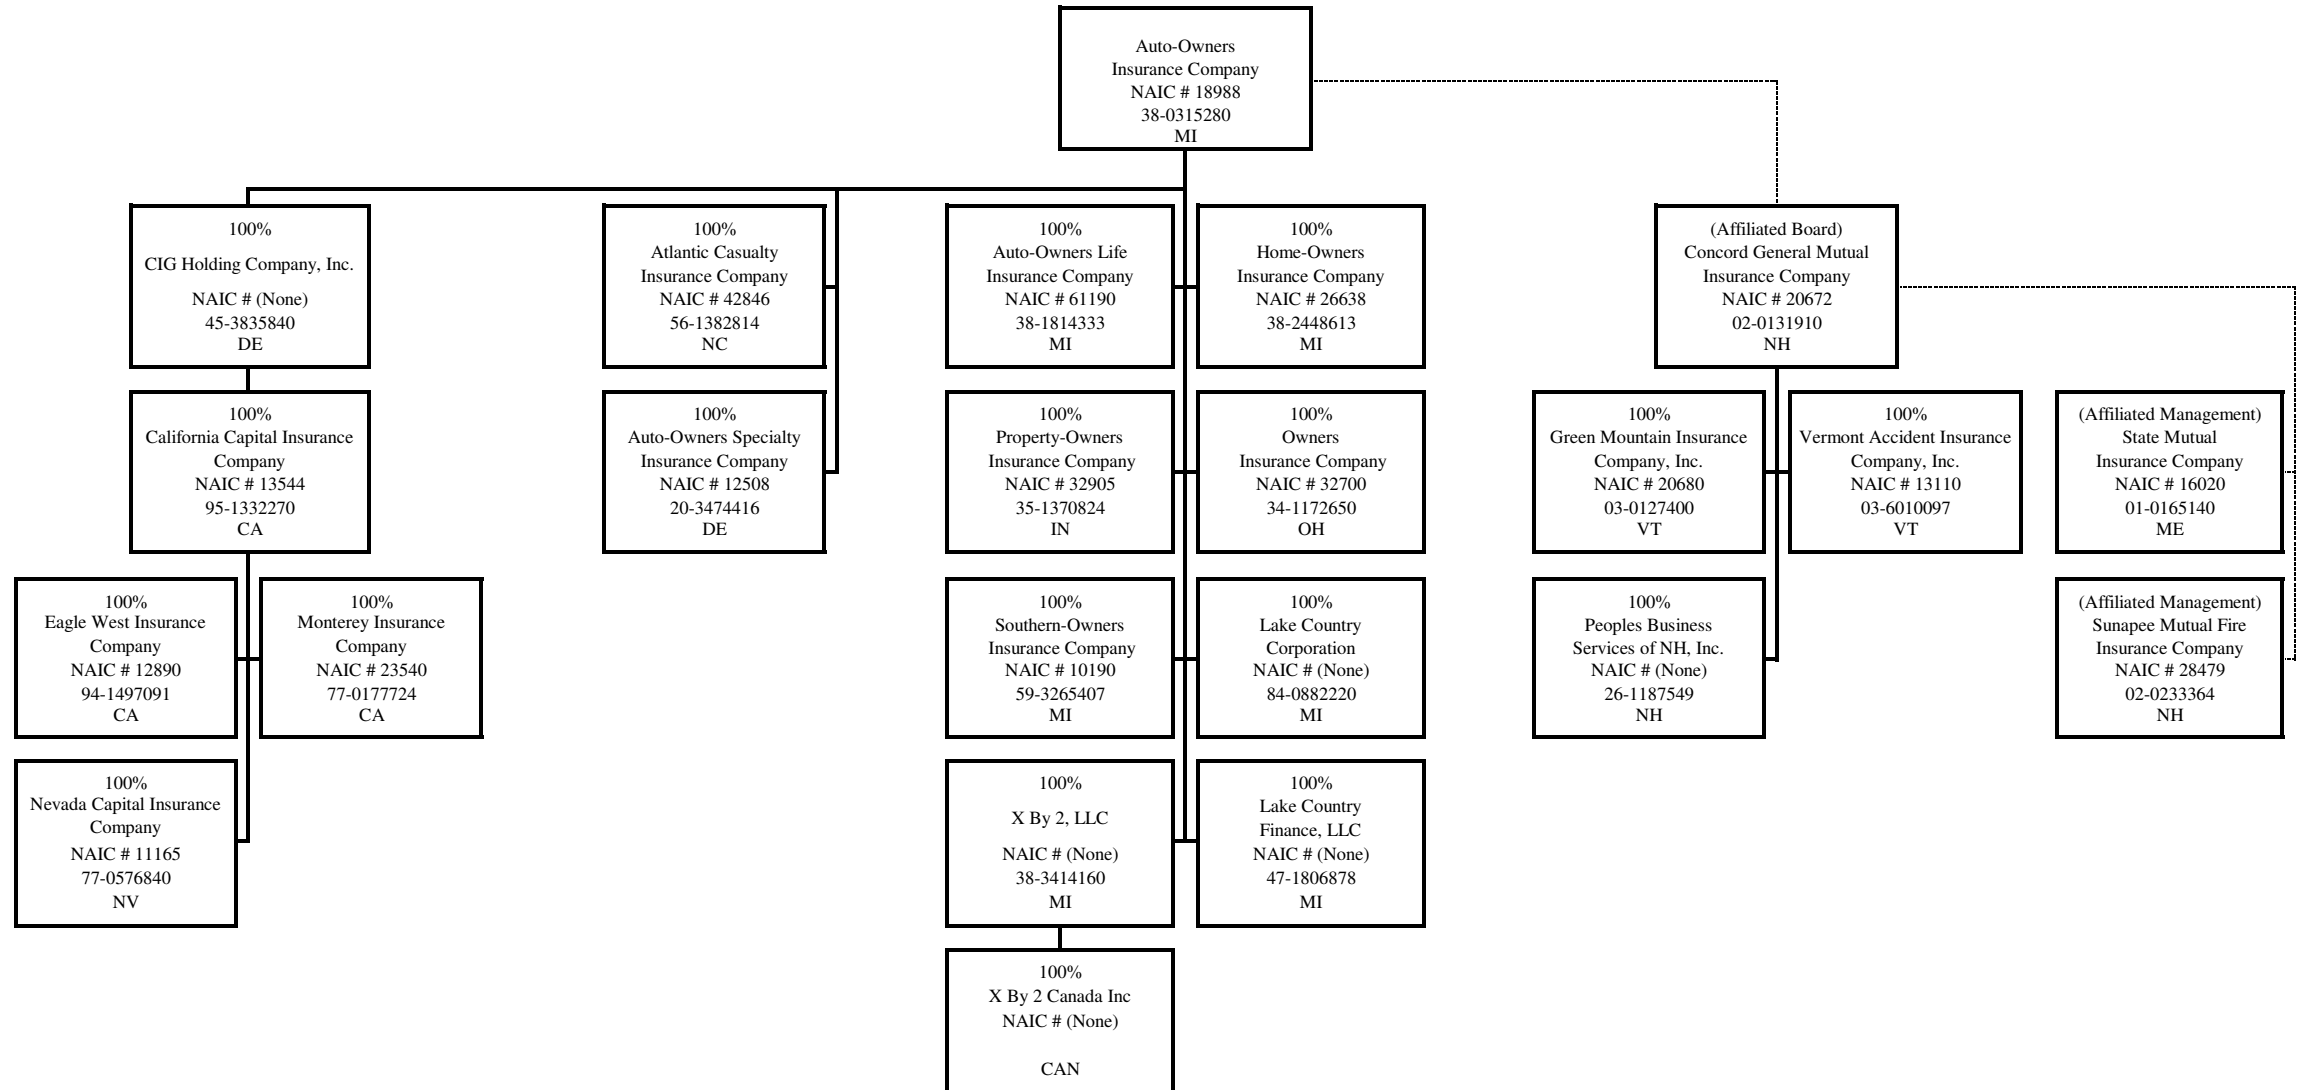 Auto-Owners
Insurance Company
NAIC # 18988
38-0315280
MI
100%
CIG Holding Company, Inc.
NAIC # (None)
45-3835840
DE
100%
Atlantic Casualty
Insurance Company
NAIC # 42846
56-1382814
NC
100%
Auto-Owners Life
Insurance Company
NAIC # 61190
38-1814333
MI
100%
Home-Owners
Insurance Company
NAIC # 26638
38-2448613
MI
(Affiliated Board)
Concord General Mutual
Insurance Company
NAIC # 20672
02-0131910
NH
100%
California Capital Insurance
Company
NAIC # 13544
95-1332270
CA
100%
Auto-Owners Specialty
Insurance Company
NAIC # 12508
20-3474416
DE
100%
Property-Owners
Insurance Company
NAIC # 32905
35-1370824
IN
100%
Owners
Insurance Company
NAIC # 32700
34-1172650
OH
100%
Green Mountain Insurance
Company, Inc.
NAIC # 20680
03-0127400
VT
100%
Vermont Accident Insurance
Company, Inc.
NAIC # 13110
03-6010097
VT
(Affiliated Management)
State Mutual
Insurance Company
NAIC # 16020
01-0165140
ME
100%
Eagle West Insurance
Company
NAIC # 12890
94-1497091
CA
100%
Monterey Insurance
Company
NAIC # 23540
77-0177724
CA
100%
Southern-Owners
Insurance Company
NAIC # 10190
59-3265407
MI
100%
Lake Country
Corporation
NAIC # (None)
84-0882220
MI
100%
Peoples Business
Services of NH, Inc.
NAIC # (None)
26-1187549
NH
(Affiliated Management)
Sunapee Mutual Fire
Insurance Company
NAIC # 28479
02-0233364
NH
100%
Nevada Capital Insurance
Company
NAIC # 11165
77-0576840
NV
100%
X By 2, LLC
NAIC # (None)
38-3414160
MI
100%
Lake Country
Finance, LLC
NAIC # (None)
47-1806878
MI
100%
X By 2 Canada Inc
NAIC # (None)
CAN